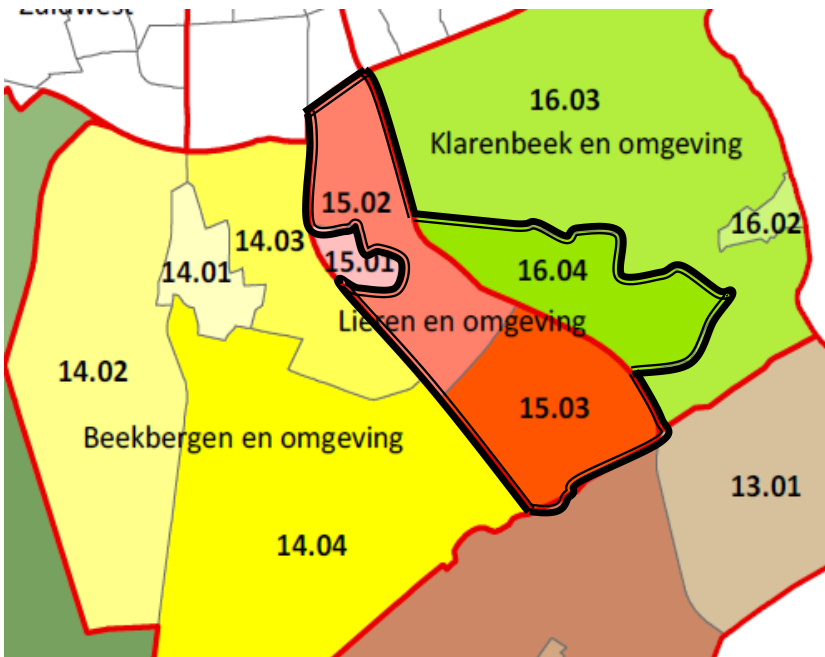 Zuidwest
16.03
Klarenbeek en omgeving
15.02
16.02
14.03
15.01
14.01
16.04
Lieren en omgeving
14.02
15.03
Beekbergen en omgeving
13.01
14.04